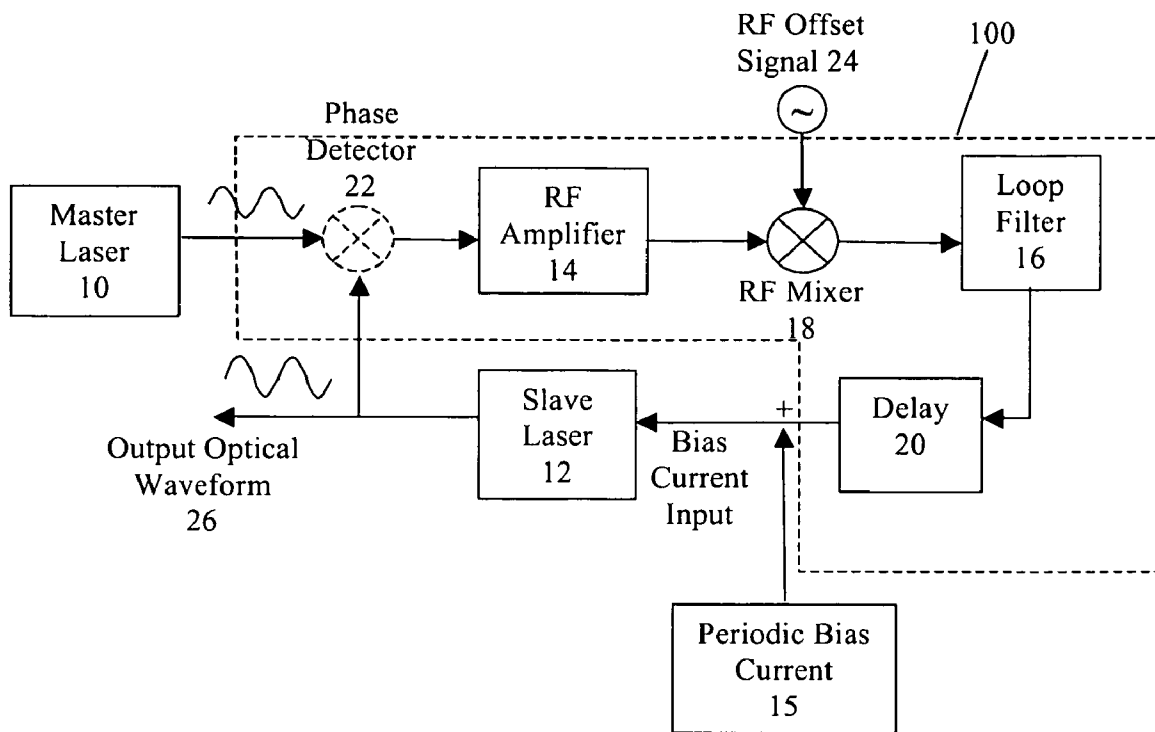 RF Offset
Signal 24
100
~
Phase
Detector
22
Master
Laser
10
RF
Amplifier
14
RF Mixer
18
Loop
Filter
16
Output Optical
Waveform
26
Slave
Laser
12
Bias
Current
Input
+
Delay
20
Periodic Bias
Current
15